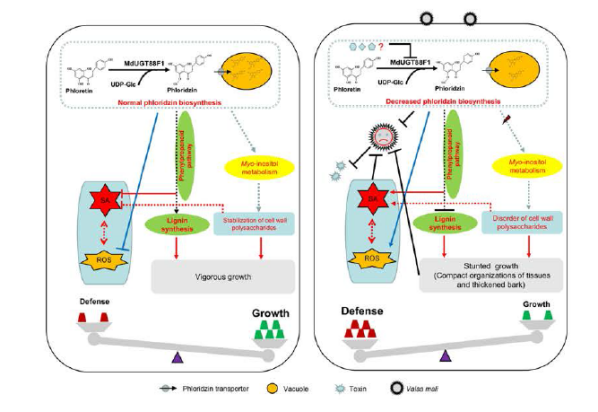 MdUGT88F1
Phloretin
UDP-Glc
Phloridzin
Normal phloridzin biosynthesis
Phenylpropanoid
pathway
Myo-inositol
metabolism
SA
ROS
Lignin
synthesis
Stabilization of cell wall
polysaccharides
Vigorous growth
Defense
Growth
?
MdUGT88F1
Phloretin
UDP-Glc
Phloridzin
Decreased phloridzin biosynthesis
Phenylpropanoid
pathway
Myo-inositol
metabolism
Toxin
SA
ROS
Lignin
synthesis
Disorder of cell wall
polysaccharides
Stunted growth
(Compact organizations of tissues
and thickened bark)
Defense
Growth
Phloridzin transporter
Vacuole
Toxin
Valsa mali